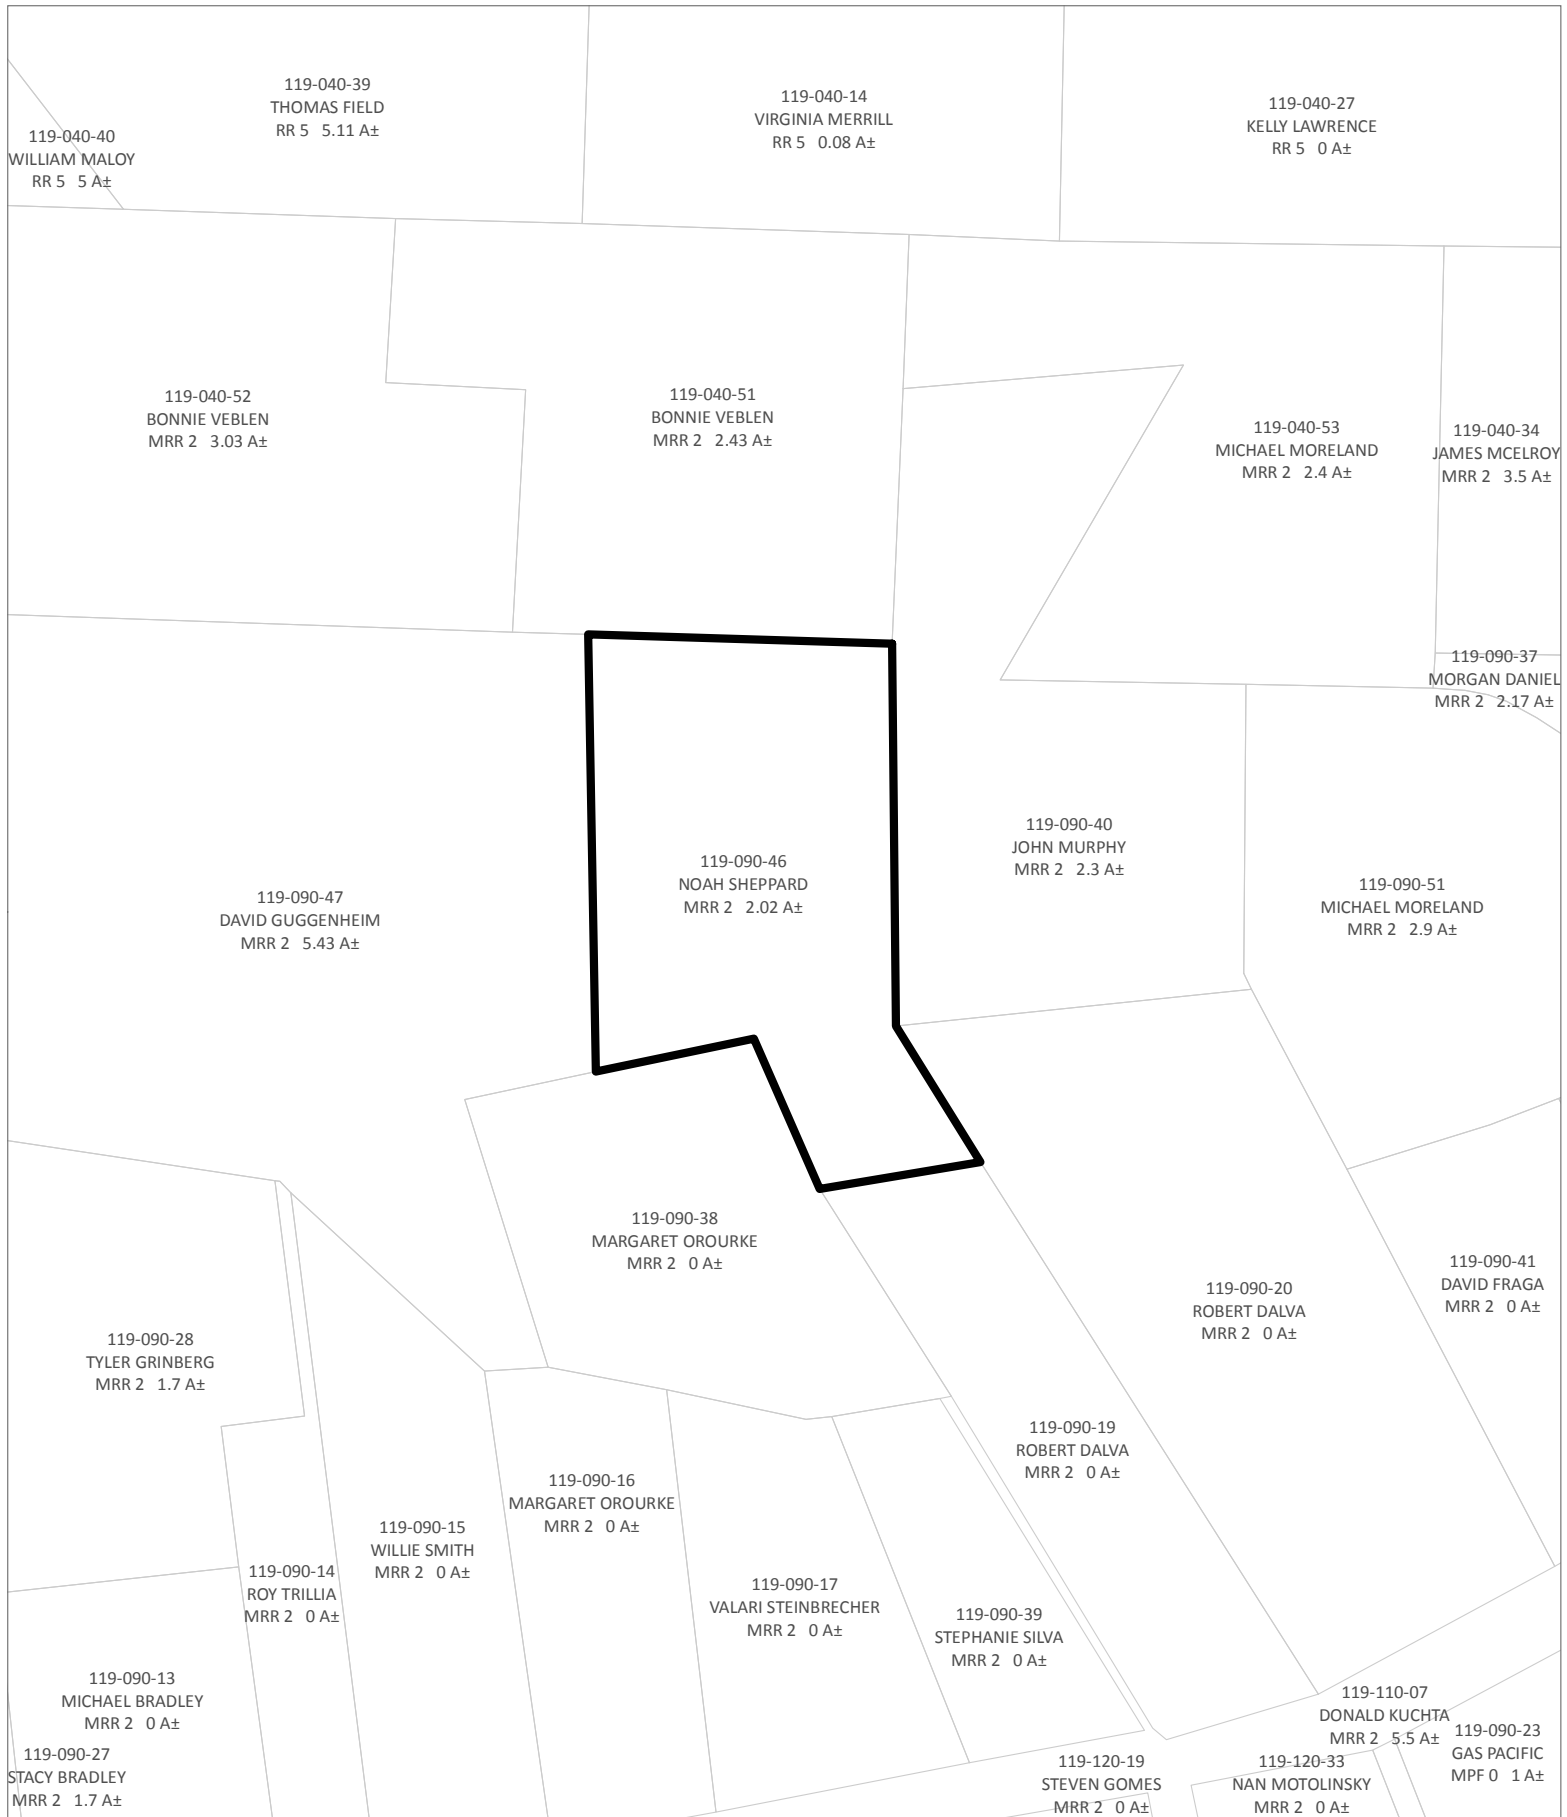 119-040-39
THOMAS FIELD
RR 5 5.11 A±
119-040-14
VIRGINIA MERRILL
RR 5 0.08 A±
119-040-27
KELLY LAWRENCE
RR 5 0 A±
119-040-40
WILLIAM MALOY
RR 5 5 A±
119-040-52
BONNIE VEBLEN
MRR 2 3.03 A±
119-040-51
BONNIE VEBLEN
MRR 2 2.43 A±
119-040-53
MICHAEL MORELAND
MRR 2 2.4 A±
119-040-34
JAMES MCELROY
MRR 2 3.5 A±
119-090-37
MORGAN DANIEL
MRR 2 2.17 A±
119-090-47
DAVID GUGGENHEIM
MRR 2 5.43 A±
119-090-46
NOAH SHEPPARD
MRR 2 2.02 A±
119-090-40
JOHN MURPHY
MRR 2 2.3 A±
119-090-51
MICHAEL MORELAND
MRR 2 2.9 A±
119-090-38
MARGARET OROURKE
MRR 2 0 A±
119-090-20
ROBERT DALVA
MRR 2 0 A±
119-090-41
DAVID FRAGA
MRR 2 0 A±
119-090-28
TYLER GRINBERG
MRR 2 1.7 A±
119-090-19
ROBERT DALVA
MRR 2 0 A±
119-090-16
MARGARET OROURKE
MRR 2 0 A±
119-090-15
WILLIE SMITH
MRR 2 0 A±
119-090-14
ROY TRILLIA
MRR 2 0 A±
119-090-17
VALARI STEINBRECHER
MRR 2 0 A±
119-090-39
STEPHANIE SILVA
MRR 2 0 A±
119-090-13
MICHAEL BRADLEY
MRR 2 0 A±
119-090-27
STACY BRADLEY
MRR 2 1.7 A±
119-110-07
DONALD KUCHTA
MRR 2 5.5 A±
119-090-23
GAS PACIFIC
MPF 0 1 A±
119-120-19
STEVEN GOMES
MRR 2 0 A±
119-120-33
NAN MOTOLINSKY
MRR 2 0 A±